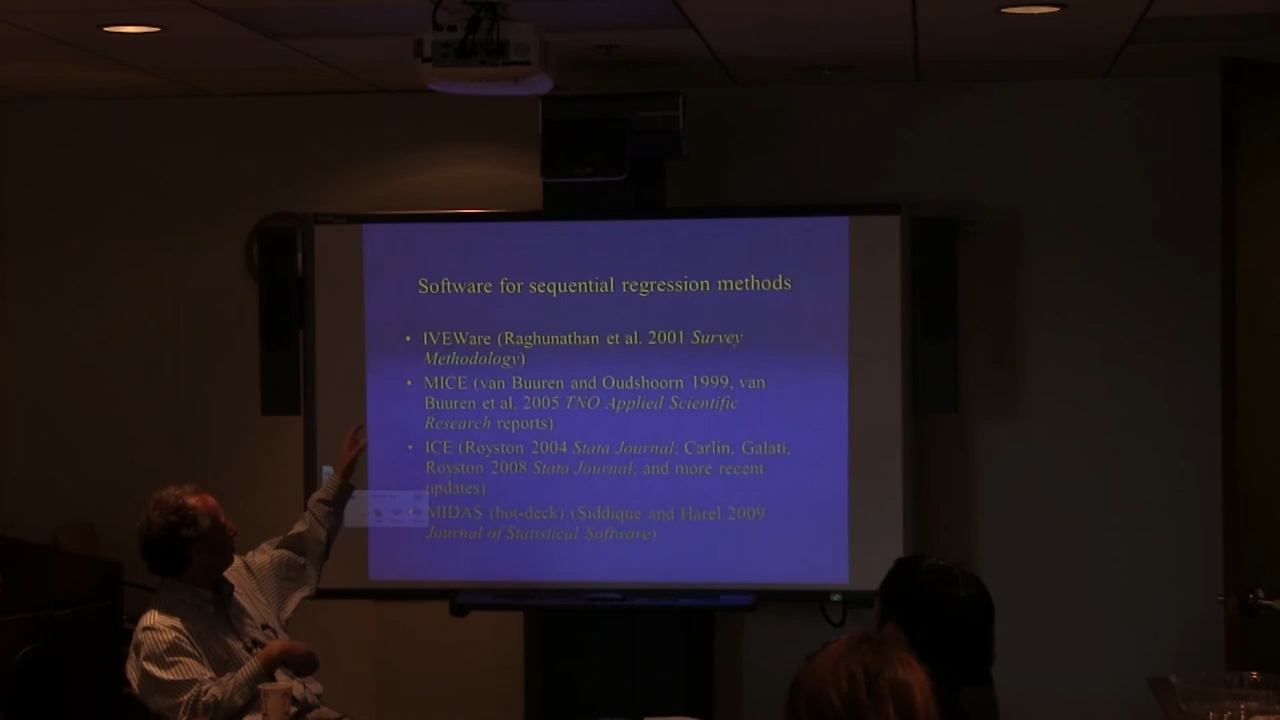 Software for sequential regression methods
• IVEWare (Raghunathan et al. 2001 Survey
Methodology)
• MICE (van Buuren and Oudshoorn 1999, van
Buuren et al. 2005 TNO Applied Scientific
Research reports)
• ICE (Royston 2004 Stata Journal, Carlin, Galati,
Royston 2008 Stata Journal, and more recent
updates)
• MIDAS (hot-deck) (Siddique and Harel 2009
Journal of Statistical Software)